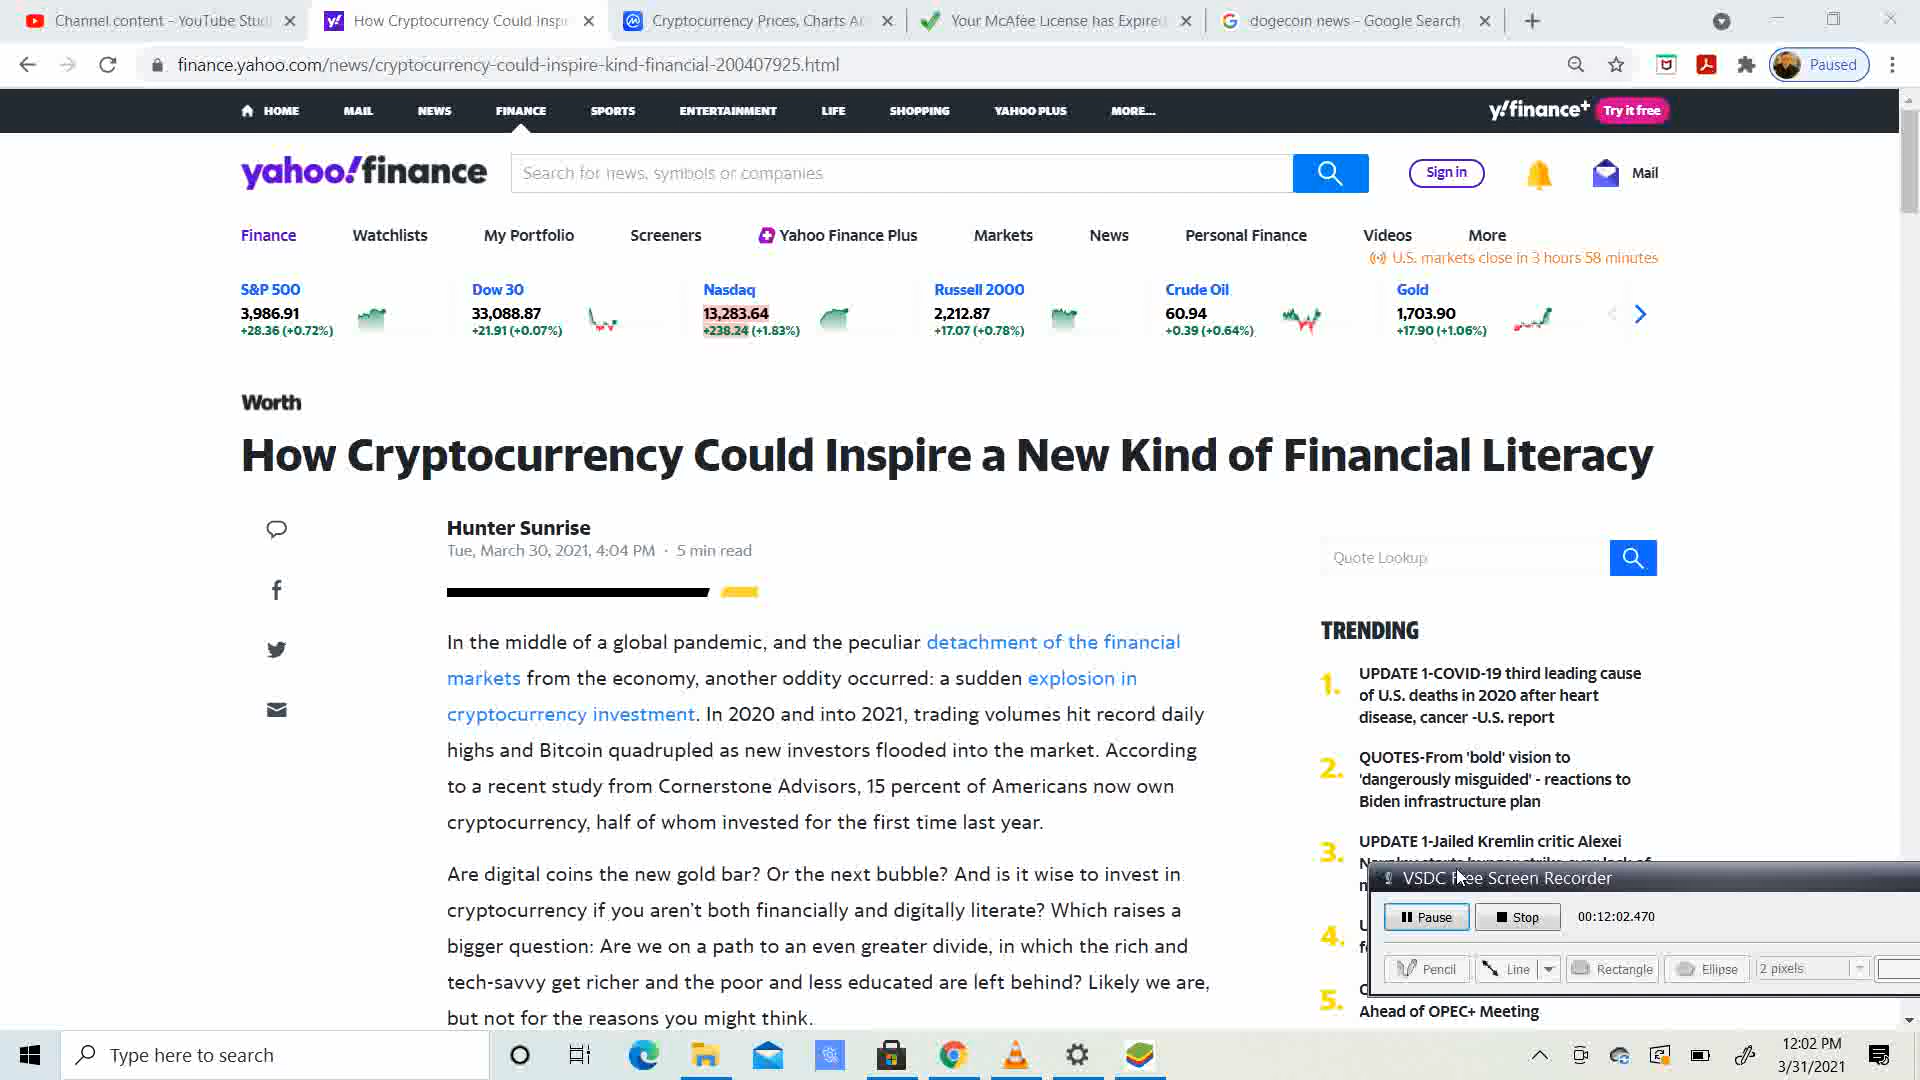 Channel content - YouTube Stud
How Cryptocurrency Could Inspi
Cryptocurrency Prices, Charts A
Your McAfee License has Expired
dogecoin news - Google Search
finance.yahoo.com/news/cryptocurrency-could-inspire-kind-financial-200407925.html
Paused
HOME MAIL NEWS FINANCE SPORTS ENTERTAINMENT LIFE SHOPPING YAHOO PLUS MORE...
y!finance+ Try it free
yahoo!finance
Search for news, symbols or companies
Sign in
Mail
Finance Watchlists My Portfolio Screeners Yahoo Finance Plus Markets News Personal Finance Videos More
U.S. markets close in 3 hours 58 minutes
S&P 500
3,986.91
+28.36 (+0.72%)
Dow 30
33,088.87
+21.91 (+0.07%)
Nasdaq
13,283.64
+238.24 (+1.83%)
Russell 2000
2,212.87
+17.07 (+0.78%)
Crude Oil
60.94
+0.39 (+0.64%)
Gold
1,703.90
+17.90 (+1.06%)
Worth
How Cryptocurrency Could Inspire a New Kind of Financial Literacy
Hunter Sunrise
Tue, March 30, 2021, 4:04 PM · 5 min read
In the middle of a global pandemic, and the peculiar detachment of the financial
markets from the economy, another oddity occurred: a sudden explosion in
cryptocurrency investment. In 2020 and into 2021, trading volumes hit record daily
highs and Bitcoin quadrupled as new investors flooded into the market. According
to a recent study from Cornerstone Advisors, 15 percent of Americans now own
cryptocurrency, half of whom invested for the first time last year.
Are digital coins the new gold bar? Or the next bubble? And is it wise to invest in
cryptocurrency if you aren't both financially and digitally literate? Which raises a
bigger question: Are we on a path to an even greater divide, in which the rich and
tech-savvy get richer and the poor and less educated are left behind? Likely we are,
but not for the reasons you might think.
Quote Lookup
TRENDING
1. UPDATE 1-COVID-19 third leading cause
of U.S. deaths in 2020 after heart
disease, cancer -U.S. report
2. QUOTES-From 'bold' vision to
'dangerously misguided' - reactions to
Biden infrastructure plan
3. UPDATE 1-Jailed Kremlin critic Alexei
4.
5.
Ahead of OPEC+ Meeting
VSDC Free Screen Recorder
Pause Stop 00:12:02.470
Pencil Line Rectangle Ellipse 2 pixels
Type here to search
12:02 PM
3/31/2021